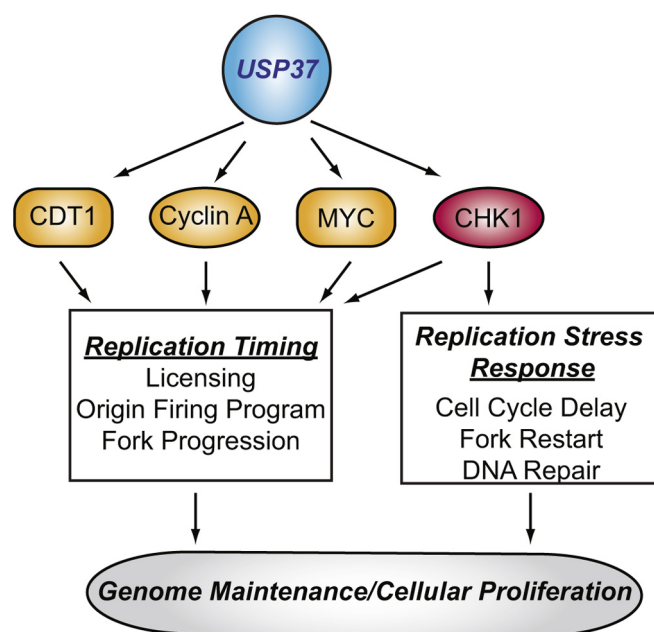 USP37
CDT1
Cyclin A
MYC
CHK1
Replication Timing
Licensing
Origin Firing Program
Fork Progression
Replication Stress
Response
Cell Cycle Delay
Fork Restart
DNA Repair
Genome Maintenance/Cellular Proliferation